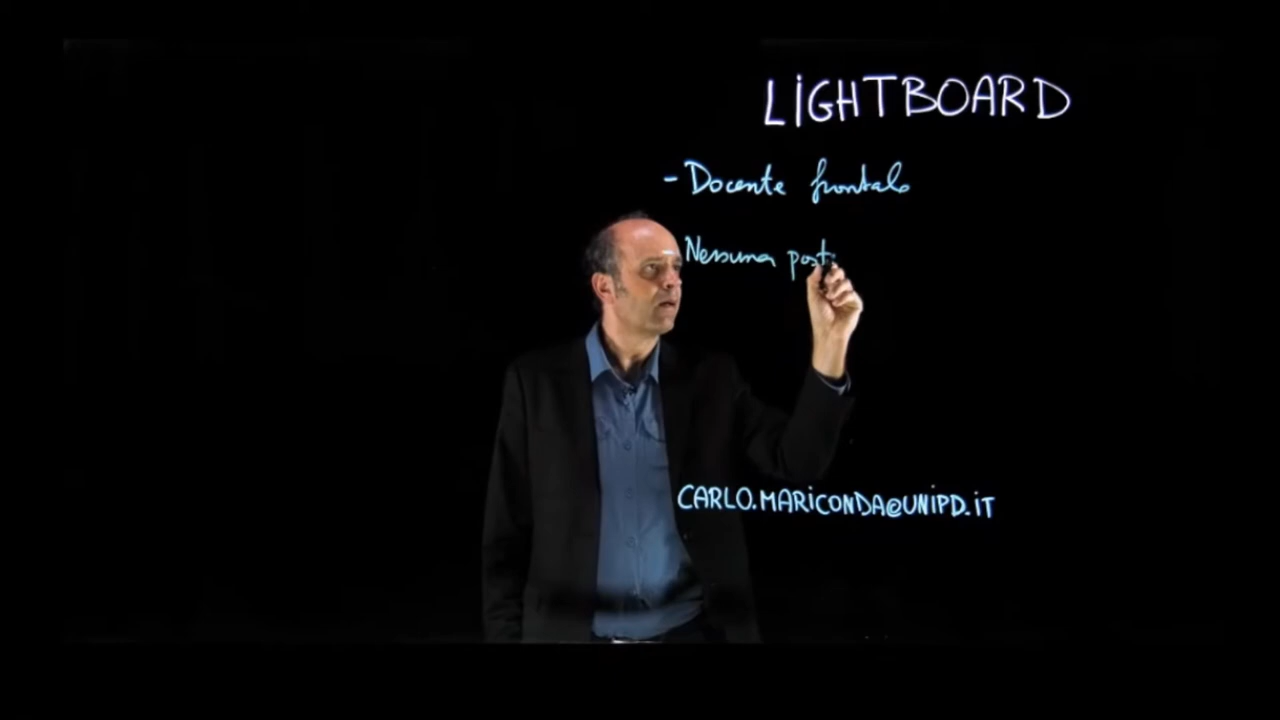 LIGHTBOARD
- Docente frontale
- Nessuna post
CARLO.MARICONDA@UNIPD.IT